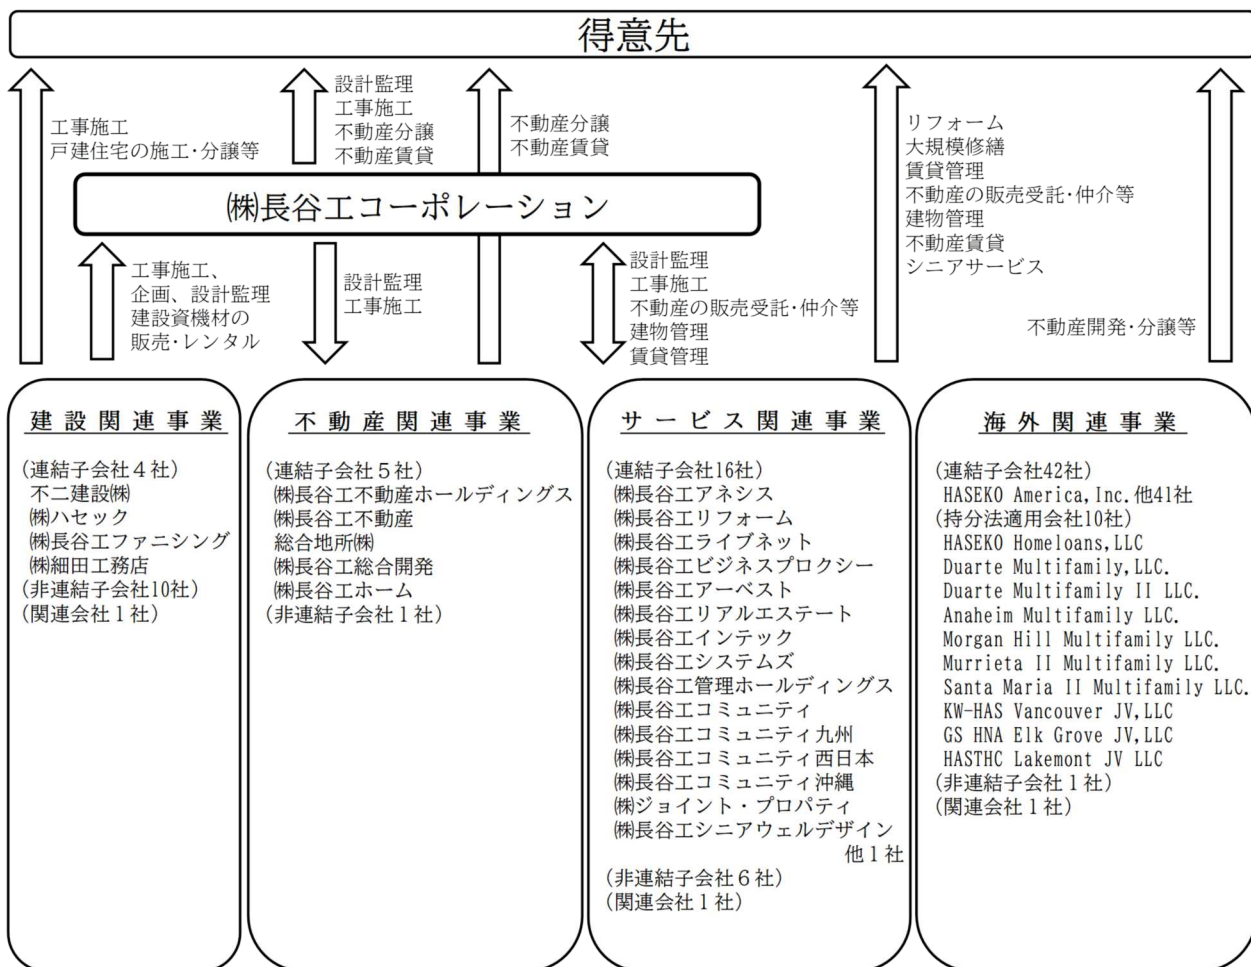 得意先
工事施工
戸建住宅の施工・分譲等
設計監理
工事施工
不動産分譲
不動産賃貸
不動産分譲
不動産賃貸
リフォーム
大規模修繕
賃貸管理
不動産の販売受託・仲介等
建物管理
不動産賃貸
シニアサービス
不動産開発・分譲等
㈱長谷工コーポレーション
工事施工、
企画、設計監理
建設資機材の
販売・レンタル
設計監理
工事施工
設計監理
工事施工
不動産の販売受託・仲介等
建物管理
賃貸管理
建設関連事業
(連結子会社4社)
不二建設㈱
㈱ハセック
㈱長谷工ファニシング
㈱細田工務店
(非連結子会社10社)
(関連会社1社)
不動産関連事業
(連結子会社5社)
㈱長谷工不動産ホールディングス
㈱長谷工不動産
総合地所㈱
㈱長谷工総合開発
㈱長谷工ホーム
(非連結子会社1社)
サービス関連事業
(連結子会社16社)
㈱長谷工アネシス
㈱長谷工リフォーム
㈱長谷工ライブネット
㈱長谷工ビジネスプロクシー
㈱長谷工アーベスト
㈱長谷工リアルエステート
㈱長谷工インテック
㈱長谷工システムズ
㈱長谷工管理ホールディングス
㈱長谷工コミュニティ
㈱長谷工コミュニティ九州
㈱長谷工コミュニティ西日本
㈱長谷工コミュニティ沖縄
㈱ジョイント・プロパティ
㈱長谷工シニアウェルデザイン
他1社
(非連結子会社6社)
(関連会社1社)
海外関連事業
(連結子会社42社)
HASEKO America,Inc.他41社
(持分法適用会社10社)
HASEKO Homeloans,LLC
Duarte Multifamily,LLC.
Duarte Multifamily II LLC.
Anaheim Multifamily LLC.
Morgan Hill Multifamily LLC.
Murrieta II Multifamily LLC.
Santa Maria II Multifamily LLC.
KW-HAS Vancouver JV,LLC
GS HNA Elk Grove JV,LLC
HASTHC Lakemont JV LLC
(非連結子会社1社)
(関連会社1社)